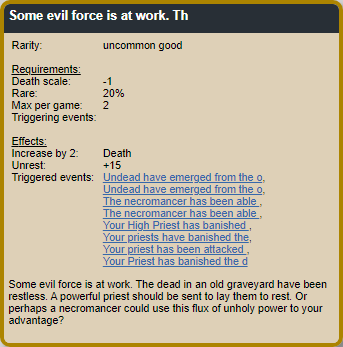 Some evil force is at work. Th
Rarity: uncommon good
Requirements:
Death scale: -1
Rare: 20%
Max per game: 2
Triggering events:
Effects:
Increase by 2: Death
Unrest: +15
Triggered events: Undead have emerged from the o,
Undead have emerged from the o,
The necromancer has been able ,
The necromancer has been able ,
Your High Priest has banished ,
Your priests have banished the,
Your priest has been attacked ,
Your Priest has banished the d
Some evil force is at work. The dead in an old graveyard have been
restless. A powerful priest should be sent to lay them to rest. Or
perhaps a necromancer could use this flux of unholy power to your
advantage?